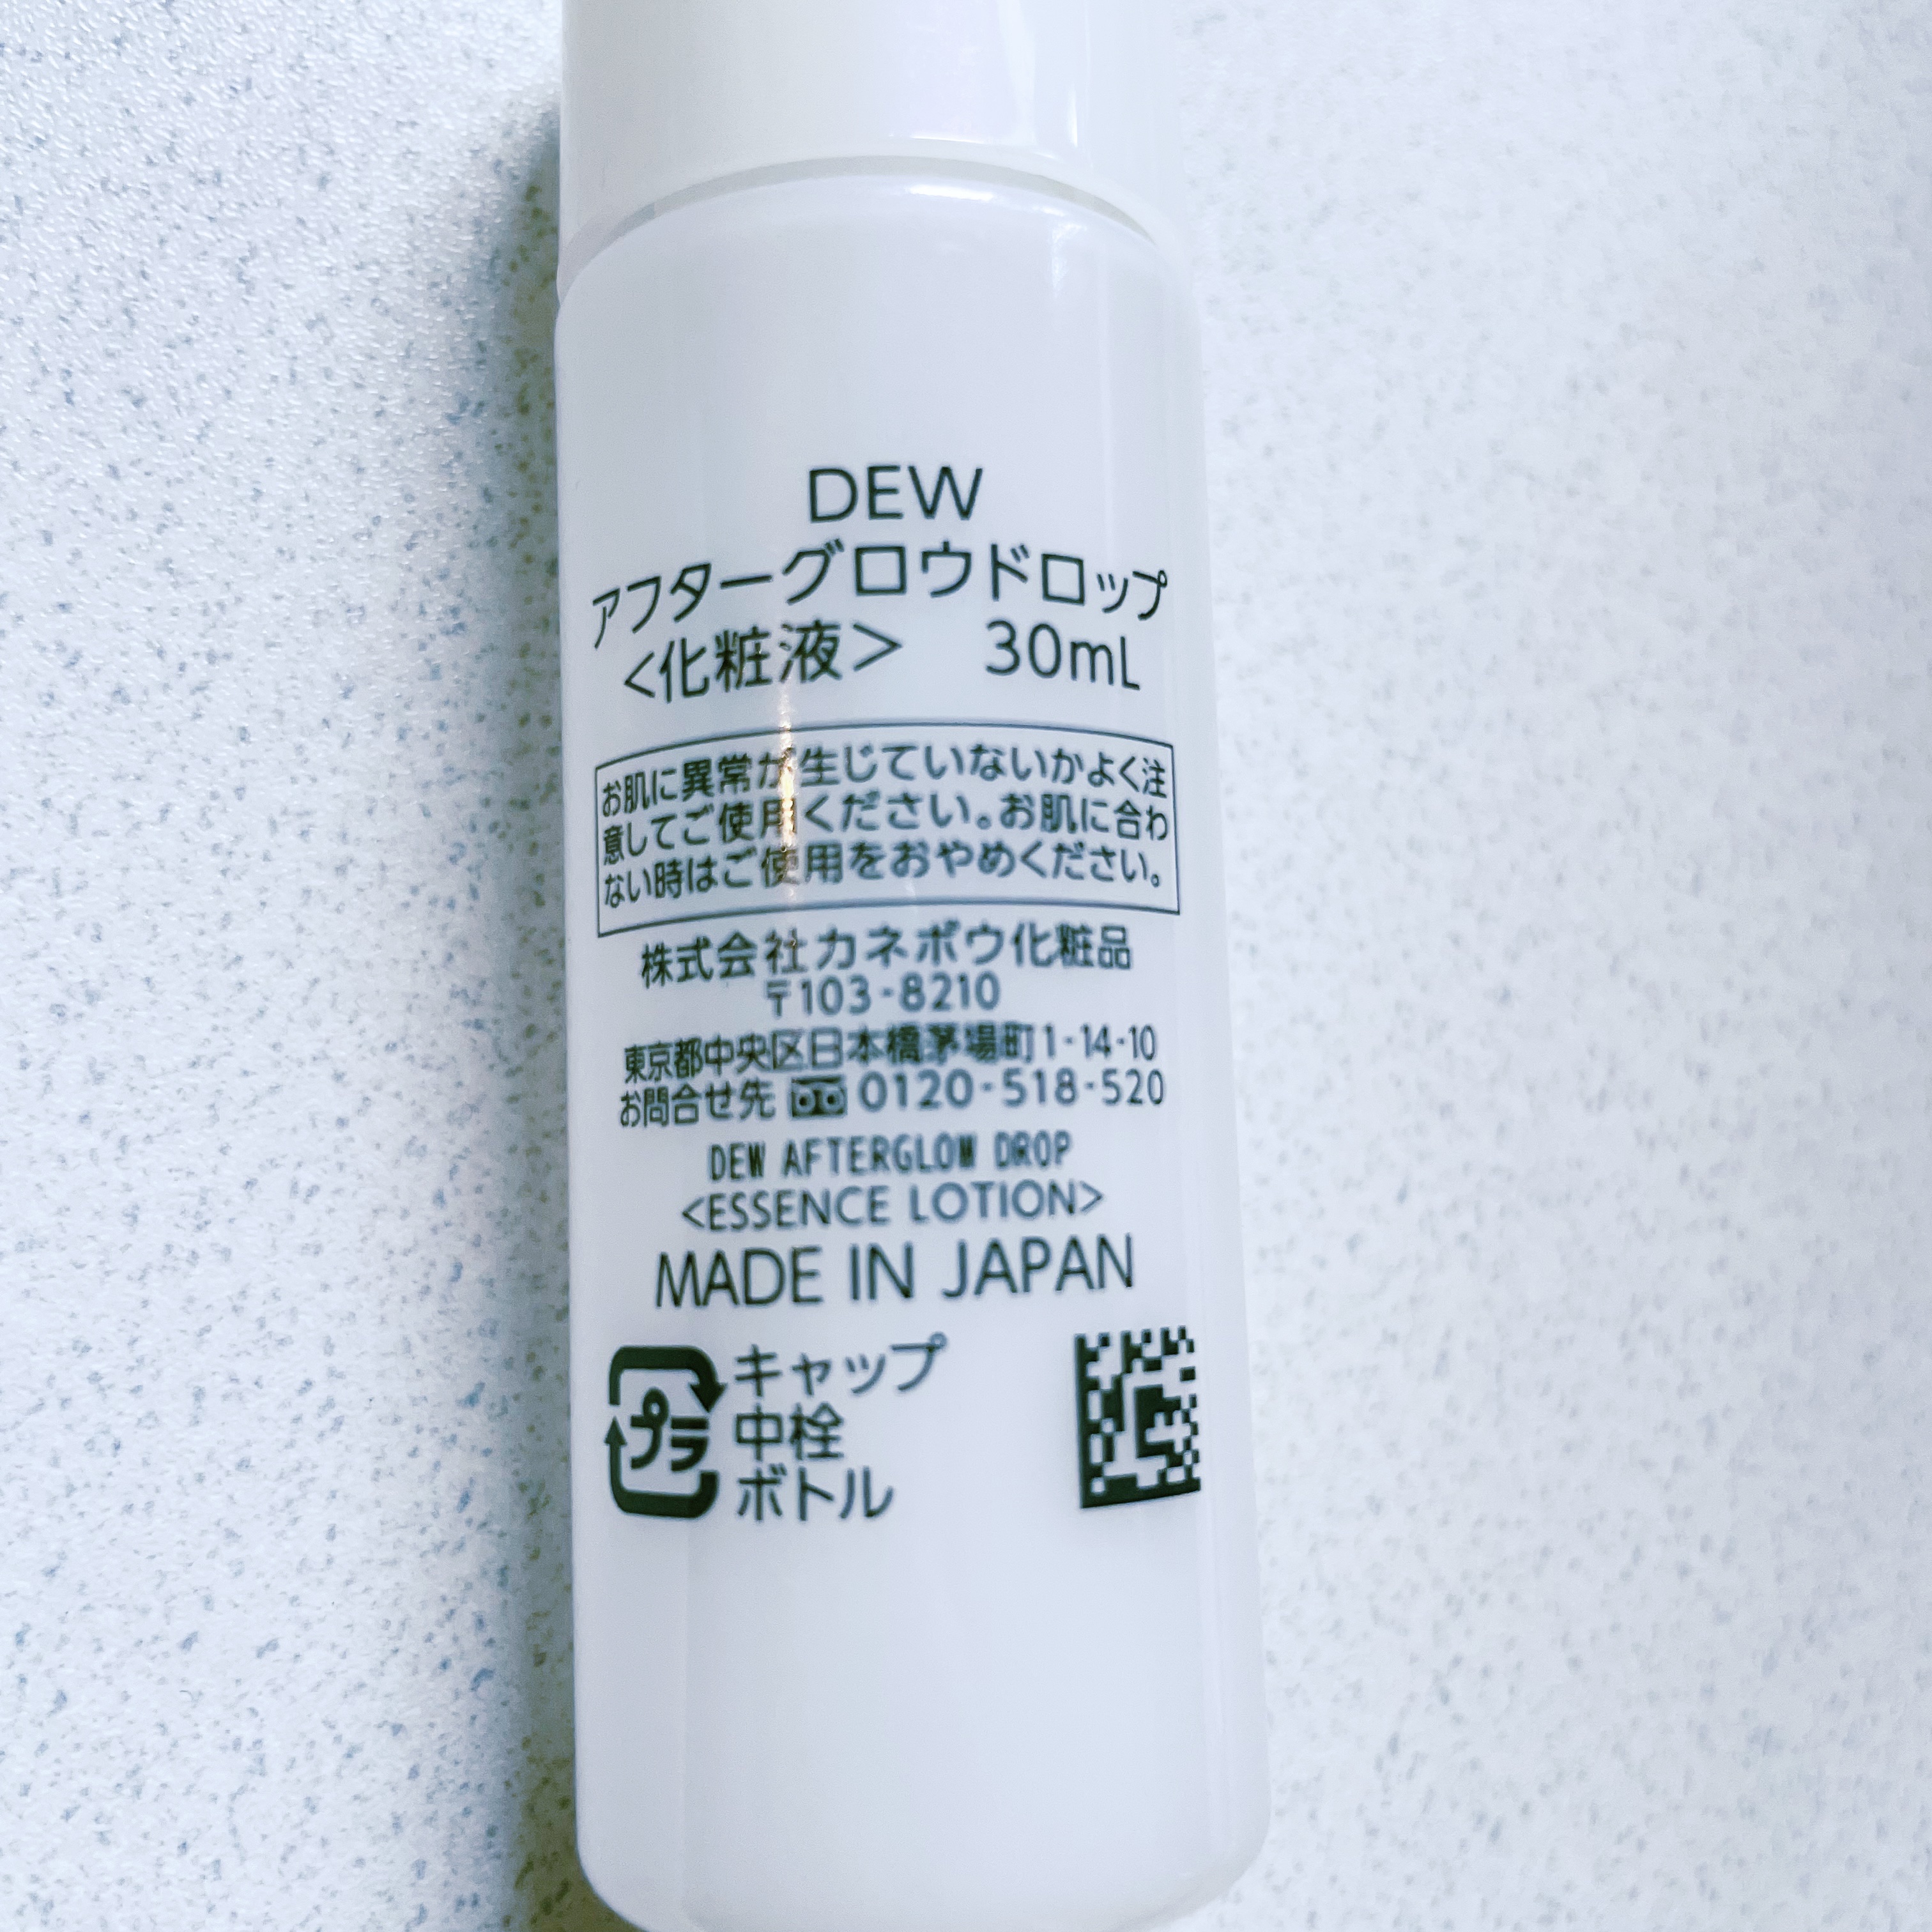 DEW
アフターグロウドロップ
<化粧液> 30mL
お肌に異常が生じていないかよく注
意してご使用ください。お肌に合わ
ない時はご使用をおやめください。
株式会社カネボウ化粧品
〒103-8210
東京都中央区日本橋茅場町1-14-10
お問合せ先 0120-518-520
DEW AFTERGLOW DROP
<ESSENCE LOTION>
MADE IN JAPAN
プラ
キャップ
中栓
ボトル